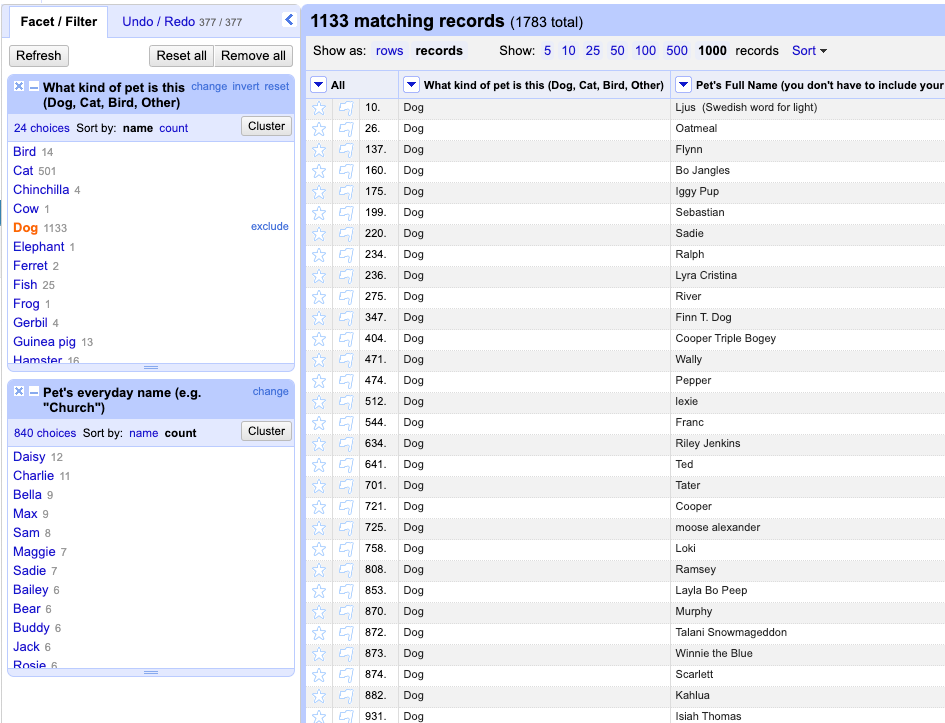 Facet / Filter Undo / Redo 377 / 377
Refresh Reset all Remove all
What kind of pet is this (Dog, Cat, Bird, Other) change invert reset
24 choices Sort by: name count Cluster
Bird 14
Cat 501
Chinchilla 4
Cow 1
Dog 1133 exclude
Elephant 1
Ferret 2
Fish 25
Frog 1
Gerbil 4
Guinea pig 13
Hamster 16
Pet's everyday name (e.g. "Church") change
840 choices Sort by: name count Cluster
Daisy 12
Charlie 11
Bella 9
Max 9
Sam 8
Maggie 7
Sadie 7
Bailey 6
Bear 6
Buddy 6
Jack 6
Rosie 6
1133 matching records (1783 total)
Show as: rows records Show: 5 10 25 50 100 500 1000 records Sort
All What kind of pet is this (Dog, Cat, Bird, Other) Pet's Full Name (you don't have to include your
10. Dog Ljus (Swedish word for light)
26. Dog Oatmeal
137. Dog Flynn
160. Dog Bo Jangles
175. Dog Iggy Pup
199. Dog Sebastian
220. Dog Sadie
234. Dog Ralph
236. Dog Lyra Cristina
275. Dog River
347. Dog Finn T. Dog
404. Dog Cooper Triple Bogey
471. Dog Wally
474. Dog Pepper
512. Dog lexie
544. Dog Franc
634. Dog Riley Jenkins
641. Dog Ted
701. Dog Tater
721. Dog Cooper
725. Dog moose alexander
758. Dog Loki
808. Dog Ramsey
853. Dog Layla Bo Peep
870. Dog Murphy
872. Dog Talani Snowmageddon
873. Dog Winnie the Blue
874. Dog Scarlett
882. Dog Kahlua
931. Dog Isiah Thomas